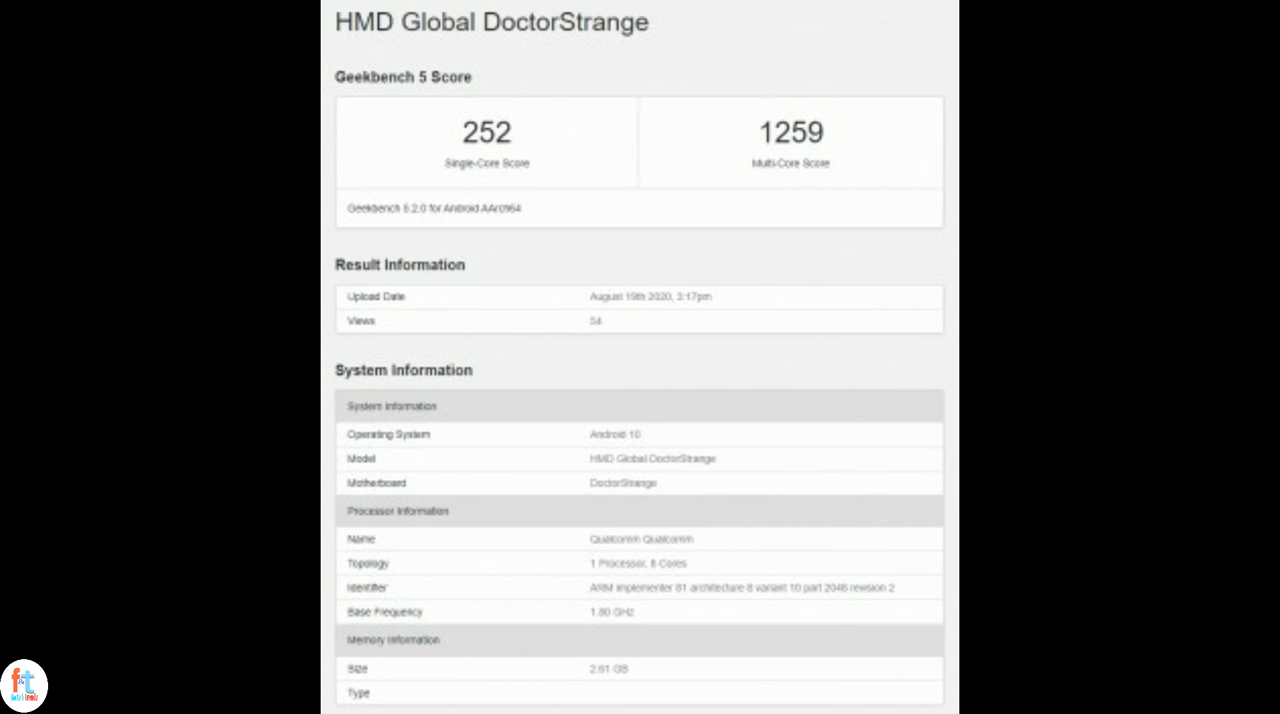 HMD Global DoctorStrange
Geekbench 5 Score
252 1259
Single-Core Score Multi-Core Score
Geekbench 5.2.0 for Android AArch64
Result Information
Upload Date August 19th 2020, 3:17pm
Views 54
System Information
System Information
Operating System Android 10
Model HMD Global DoctorStrange
Motherboard DoctorStrange
Processor Information
Name Qualcomm Qualcomm
Topology 1 Processor, 8 Cores
Identifier ARM implementer 81 architecture 8 variant 10 part 2046 revision 2
Base Frequency 1.80 GHz
Memory Information
Size 2.61 GB
Type
f&t